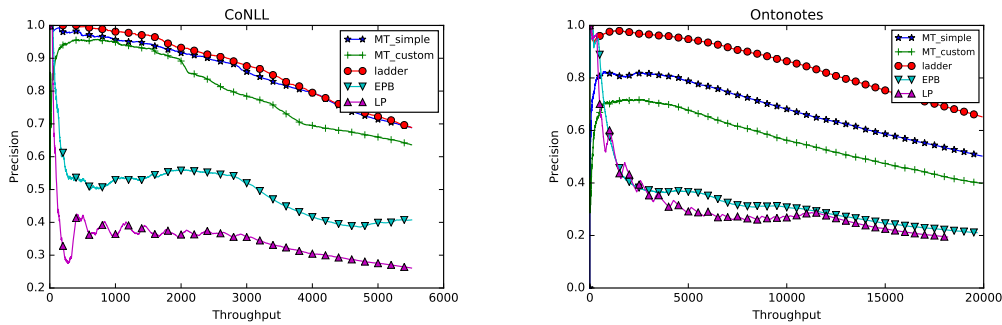 CoNLL
1.0
0.9
0.8
0.7
0.6
0.5
0.4
0.3
0.2
Precision
0
1000
2000
3000
4000
5000
6000
Throughput
MT_simple
MT_custom
ladder
EPB
LP
Ontonotes
1.0
0.8
0.6
0.4
0.2
0.0
Precision
0
5000
10000
15000
20000
Throughput
MT_simple
MT_custom
ladder
EPB
LP